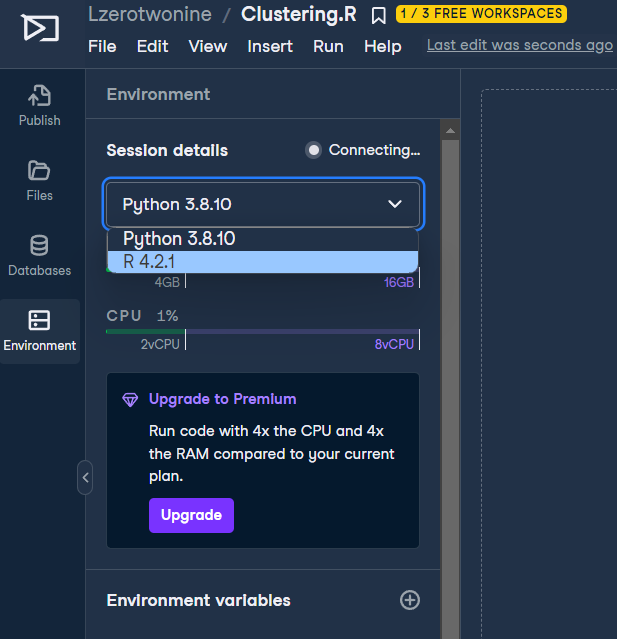 Lzerotwonine / Clustering.R 1 / 3 FREE WORKSPACES
File Edit View Insert Run Help Last edit was seconds ago
Publish
Files
Databases
Environment
Environment
Session details Connecting...
Python 3.8.10
Python 3.8.10
R 4.2.1
4GB 16GB
CPU 1%
2vCPU 8vCPU
Upgrade to Premium
Run code with 4x the CPU and 4x
the RAM compared to your current
plan.
Upgrade
Environment variables